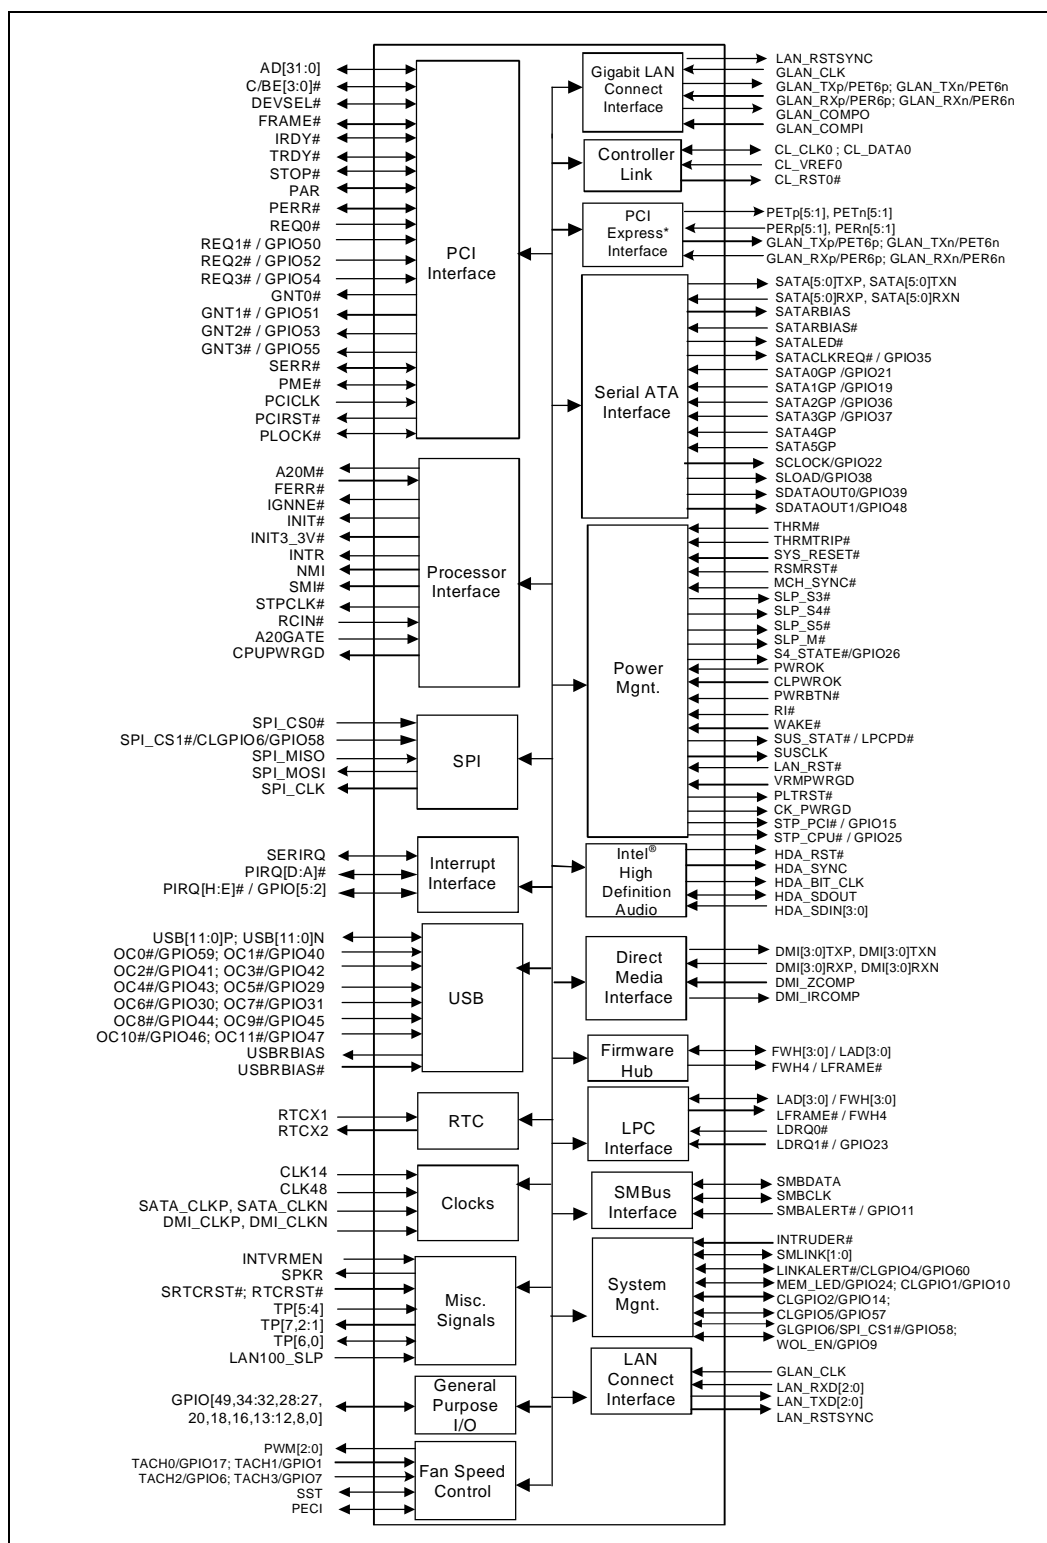 AD[31:0]
C/BE[3:0]#
DEVSEL#
FRAME#
IRDY#
TRDY#
STOP#
PAR
PERR#
REQ0#
REQ1# / GPIO50
REQ2# / GPIO52
REQ3# / GPIO54
GNT0#
GNT1# / GPIO51
GNT2# / GPIO53
GNT3# / GPIO55
SERR#
PME#
PCICLK
PCIRST#
PLOCK#
PCI
Interface
A20M#
FERR#
IGNNE#
INIT#
INIT3_3V#
INTR
NMI
SMI#
STPCLK#
RCIN#
A20GATE
CPUPWRGD
Processor
Interface
SPI_CS0#
SPI_CS1#/CLGPIO6/GPIO58
SPI_MISO
SPI_MOSI
SPI_CLK
SPI
SERIRQ
PIRQ[D:A]#
PIRQ[H:E]# / GPIO[5:2]
Interrupt
Interface
USB[11:0]P; USB[11:0]N
OC0#/GPIO59; OC1#/GPIO40
OC2#/GPIO41; OC3#/GPIO42
OC4#/GPIO43; OC5#/GPIO29
OC6#/GPIO30; OC7#/GPIO31
OC8#/GPIO44; OC9#/GPIO45
OC10#/GPIO46; OC11#/GPIO47
USBRBIAS
USBRBIAS#
USB
RTCX1
RTCX2
RTC
CLK14
CLK48
SATA_CLKP, SATA_CLKN
DMI_CLKP, DMI_CLKN
Clocks
INTVRMEN
SPKR
SRTCRST#; RTCRST#
TP[5:4]
TP[7,2:1]
TP[6,0]
LAN100_SLP
Misc.
Signals
GPIO[49,34:32,28:27,
20,18,16,13:12,8,0]
General
Purpose
I/O
PWM[2:0]
TACH0/GPIO17; TACH1/GPIO1
TACH2/GPIO6; TACH3/GPIO7
SST
PECI
Fan Speed
Control
Gigabit LAN
Connect
Interface
LAN_RSTSYNC
GLAN_CLK
GLAN_TXp/PET6p; GLAN_TXn/PET6n
GLAN_RXp/PER6p; GLAN_RXn/PER6n
GLAN_COMPO
GLAN_COMPI
Controller
Link
CL_CLK0 ; CL_DATA0
CL_VREF0
CL_RST0#
PCI
Express*
Interface
PETp[5:1], PETn[5:1]
PERp[5:1], PERn[5:1]
GLAN_TXp/PET6p; GLAN_TXn/PET6n
GLAN_RXp/PER6p; GLAN_RXn/PER6n
Serial ATA
Interface
SATA[5:0]TXP, SATA[5:0]TXN
SATA[5:0]RXP, SATA[5:0]RXN
SATARBIAS
SATARBIAS#
SATALED#
SATACLKREQ# / GPIO35
SATA0GP /GPIO21
SATA1GP /GPIO19
SATA2GP /GPIO36
SATA3GP /GPIO37
SATA4GP
SATA5GP
SCLOCK/GPIO22
SLOAD/GPIO38
SDATAOUT0/GPIO39
SDATAOUT1/GPIO48
Power
Mgnt.
THRM#
THRMTRIP#
SYS_RESET#
RSMRST#
MCH_SYNC#
SLP_S3#
SLP_S4#
SLP_S5#
SLP_M#
S4_STATE#/GPIO26
PWROK
CLPWROK
PWRBTN#
RI#
WAKE#
SUS_STAT# / LPCPD#
SUSCLK
LAN_RST#
VRMPWRGD
PLTRST#
CK_PWRGD
STP_PCI# / GPIO15
STP_CPU# / GPIO25
Intel®
High
Definition
Audio
HDA_RST#
HDA_SYNC
HDA_BIT_CLK
HDA_SDOUT
HDA_SDIN[3:0]
Direct
Media
Interface
DMI[3:0]TXP, DMI[3:0]TXN
DMI[3:0]RXP, DMI[3:0]RXN
DMI_ZCOMP
DMI_IRCOMP
Firmware
Hub
FWH[3:0] / LAD[3:0]
FWH4 / LFRAME#
LPC
Interface
LAD[3:0] / FWH[3:0]
LFRAME# / FWH4
LDRQ0#
LDRQ1# / GPIO23
SMBus
Interface
SMBDATA
SMBCLK
SMBALERT# / GPIO11
System
Mgnt.
INTRUDER#
SMLINK[1:0]
LINKALERT#/CLGPIO4/GPIO60
MEM_LED/GPIO24; CLGPIO1/GPIO10
CLGPIO2/GPIO14;
CLGPIO5/GPIO57
GLGPIO6/SPI_CS1#/GPIO58;
WOL_EN/GPIO9
LAN
Connect
Interface
GLAN_CLK
LAN_RXD[2:0]
LAN_TXD[2:0]
LAN_RSTSYNC